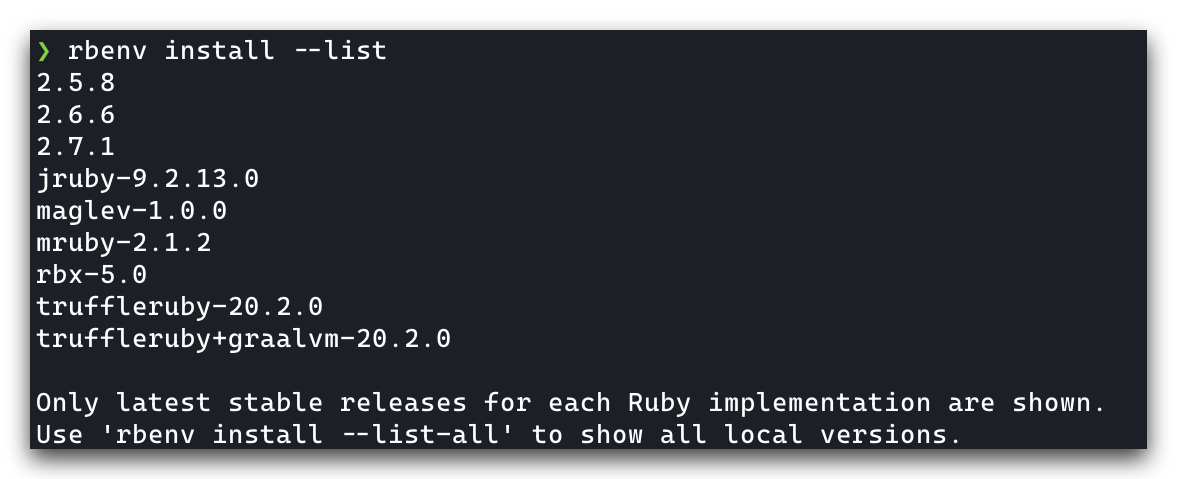 ❯ rbenv install --list
2.5.8
2.6.6
2.7.1
jruby-9.2.13.0
maglev-1.0.0
mruby-2.1.2
rbx-5.0
truffleruby-20.2.0
truffleruby+graalvm-20.2.0
Only latest stable releases for each Ruby implementation are shown.
Use 'rbenv install --list-all' to show all local versions.